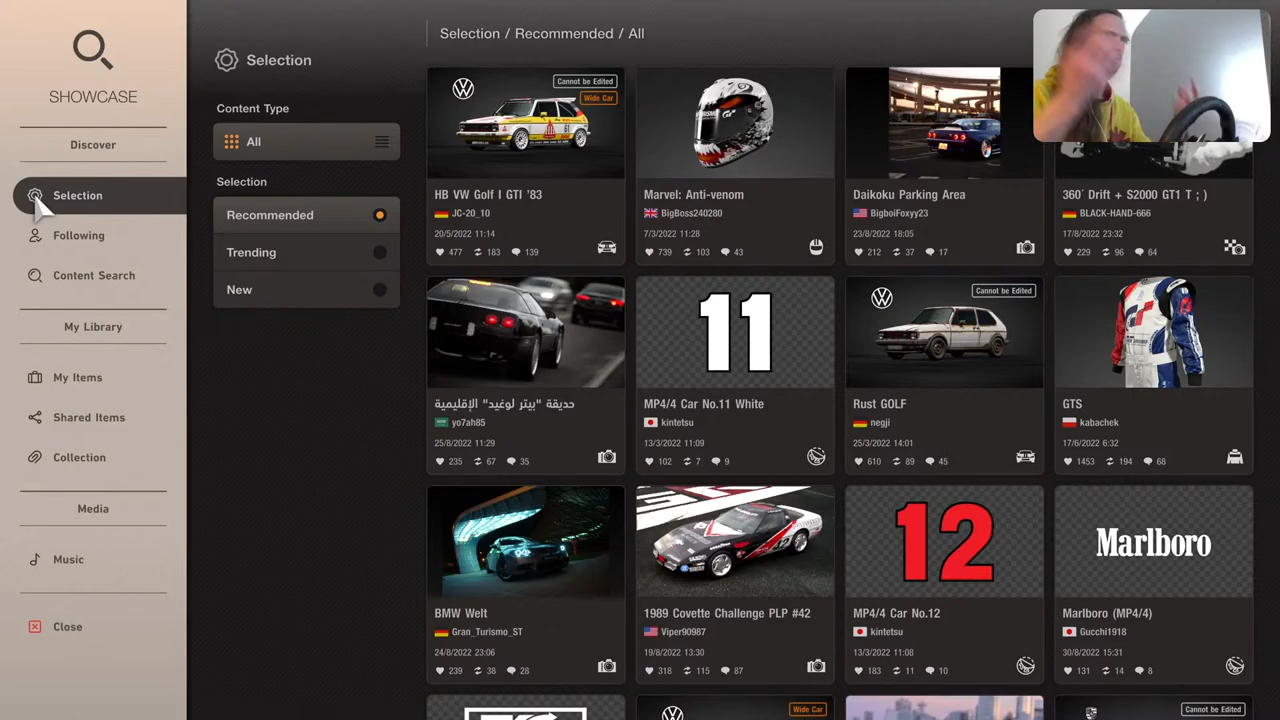 SHOWCASE
Discover
Selection
Following
Content Search
My Library
My Items
Shared Items
Collection
Media
Music
Close
Selection
Content Type
All
Selection
Recommended
Trending
New
Selection / Recommended / All
Cannot be Edited
Wide Car
61
HB VW Golf I GTI '83
JC-20_10
20/5/2022 11:14
477 183 139
Marvel: Anti-venom
BigBoss240280
7/3/2022 11:28
739 103 43
Daikoku Parking Area
BigboiFoxyy23
23/8/2022 18:05
212 37 17
360° Drift + S2000 GT1 T ; )
BLACK-HAND-666
17/8/2022 23:32
229 96 64
حديقة "بيتر لوغيد" الإقليمية
yo7ah85
25/8/2022 11:29
235 67 35
11
MP4/4 Car No.11 White
kintetsu
13/3/2022 11:09
102 7 9
Cannot be Edited
Rust GOLF
negji
25/3/2022 14:01
610 89 45
GTS
kabachek
17/6/2022 6:32
1453 194 68
BMW Welt
Gran_Turismo_ST
24/8/2022 23:06
239 38 28
42
1989 Covette Challenge PLP #42
Viper90987
19/8/2022 13:30
318 115 87
12
MP4/4 Car No.12
kintetsu
13/3/2022 11:08
183 11 10
Marlboro
Marlboro (MP4/4)
Gucchi1918
30/8/2022 15:31
131 14 8
Wide Car
Cannot be Edited